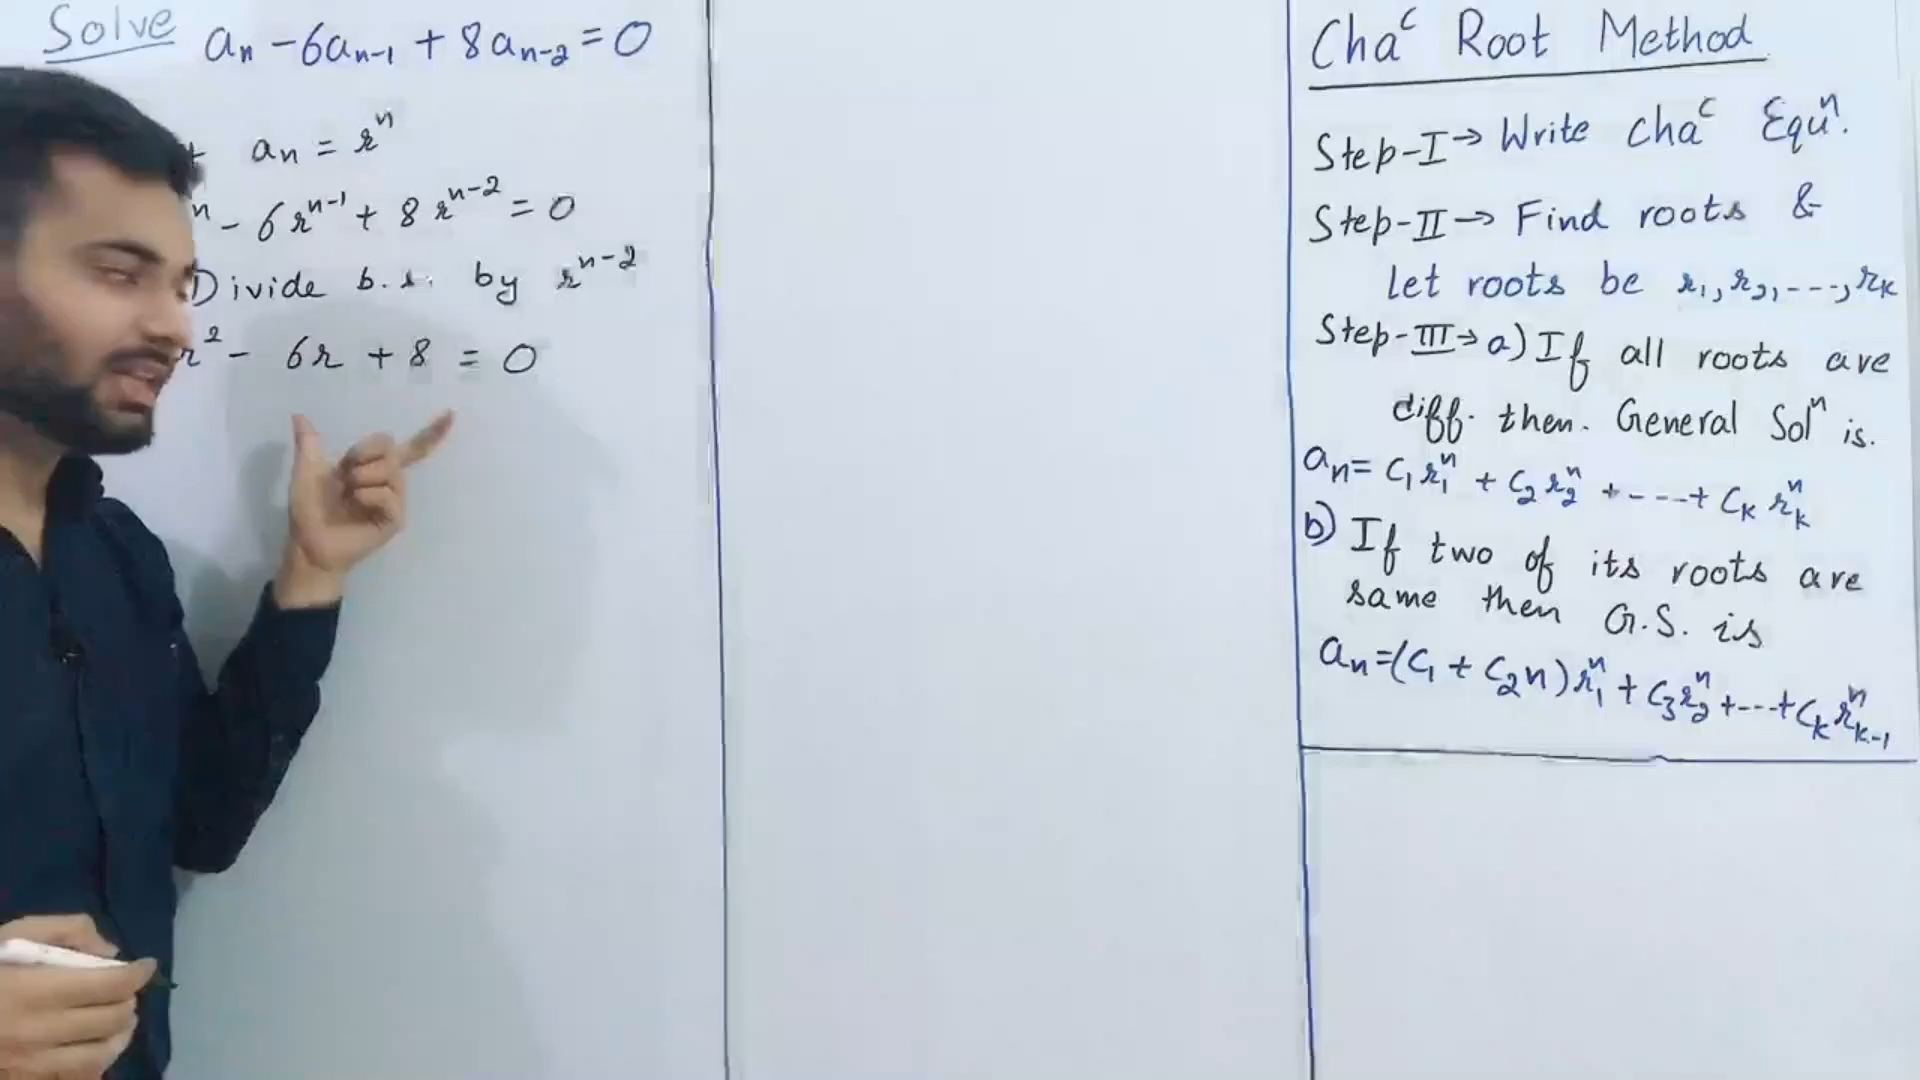 Solve aₙ - 6aₙ₋₁ + 8aₙ₋₂ = 0
aₙ = rⁿ
ⁿ - 6rⁿ⁻¹ + 8rⁿ⁻² = 0
Divide b.s. by rⁿ⁻²
r² - 6r + 8 = 0
Chaᶜ Root Method
Step-I → Write Chaᶜ Equⁿ.
Step-II → Find roots &
Let roots be r₁, r₂, ---, rₖ
Step-III → a) If all roots are
diff. then. General Solⁿ is.
aₙ = C₁r₁ⁿ + C₂r₂ⁿ + ---+ Cₖrₖⁿ
b) If two of its roots are
same then G.S. is
aₙ = (C₁ + C₂n)r₁ⁿ + C₃r₂ⁿ +---+ Cₖrₖ₋₁ⁿ